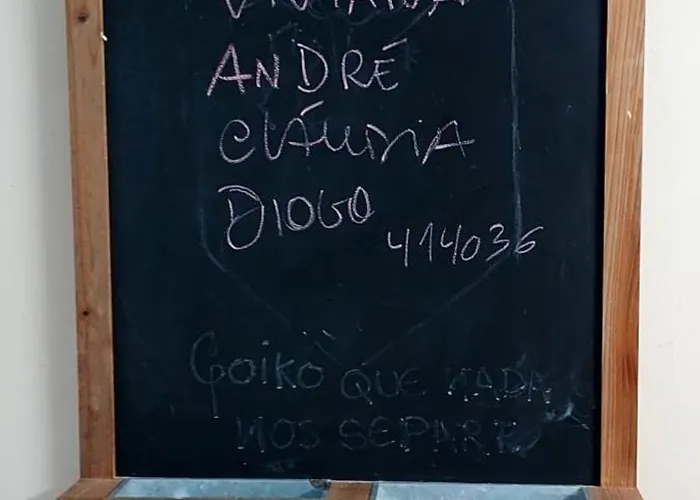 ANDRÉ
CLÁUDIA
DIOGO
414036
GOIKO QUE NADA
NOS SEPARE